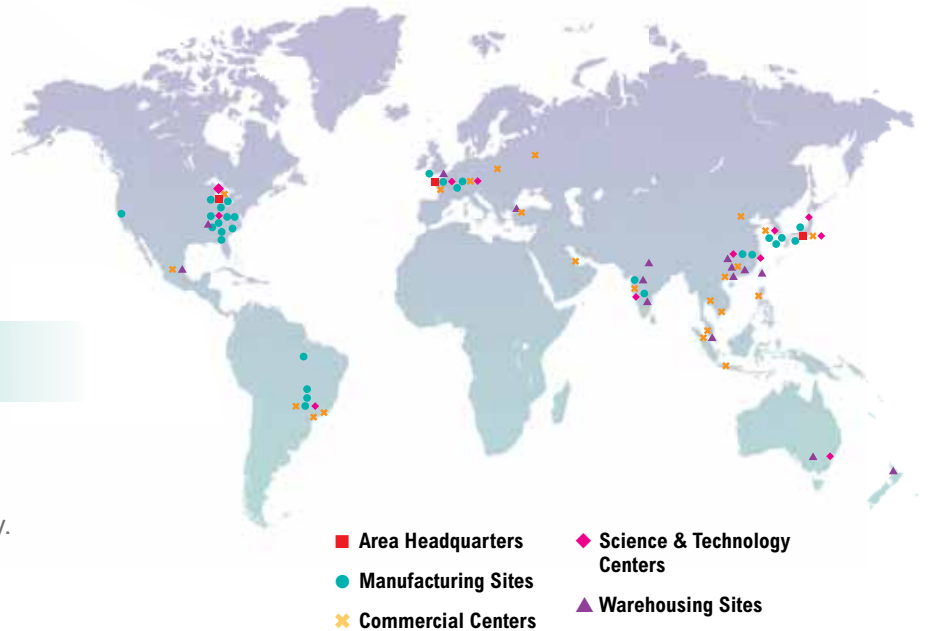 y.
Area Headquarters
Manufacturing Sites
Commercial Centers
Science & Technology
Centers
Warehousing Sites